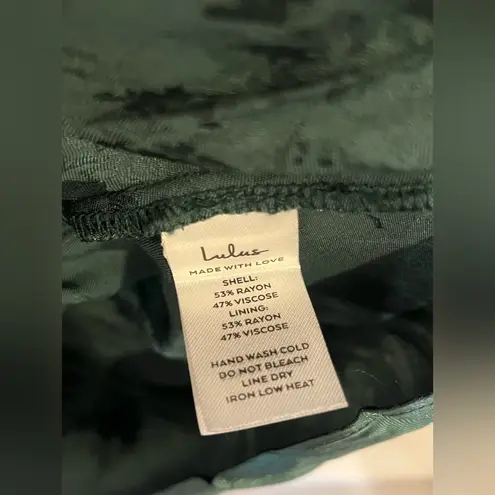 Lulus
MADE WITH LOVE
SHELL:
53% RAYON
47% VISCOSE
LINING:
53% RAYON
47% VISCOSE
HAND WASH COLD
DO NOT BLEACH
LINE DRY
IRON LOW HEAT